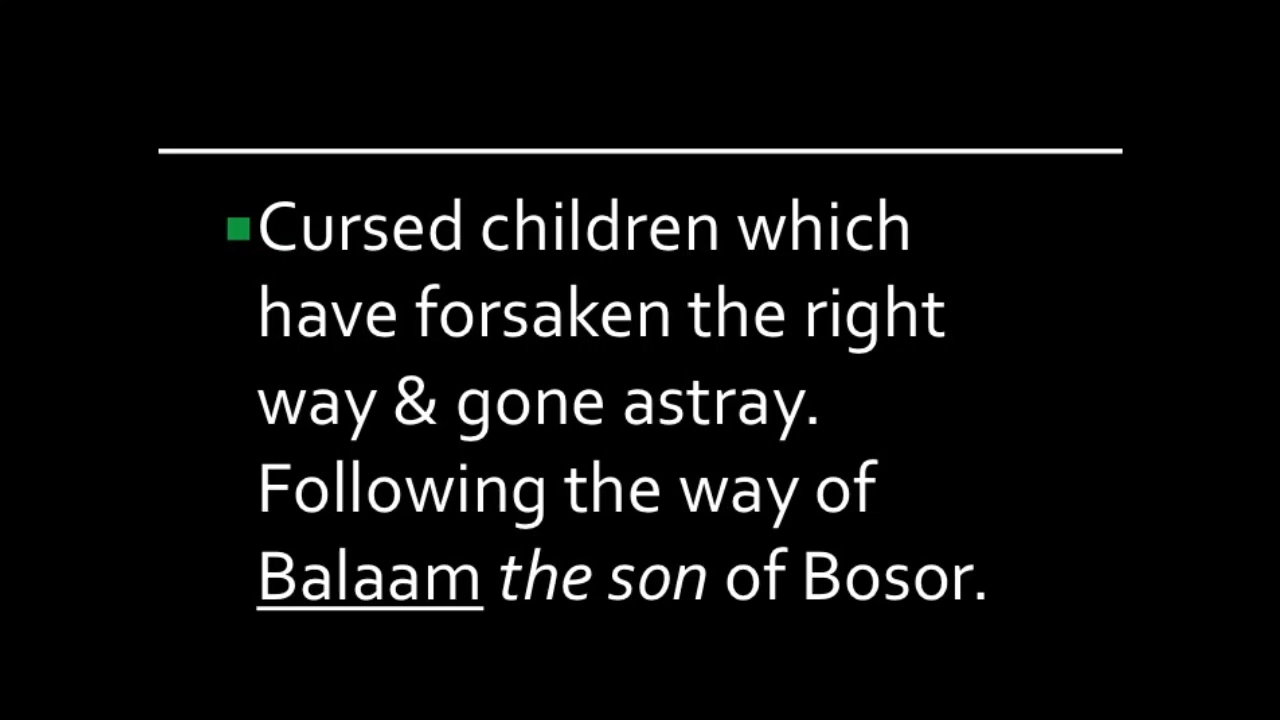 Cursed children which
have forsaken the right
way & gone astray.
Following the way of
Balaam the son of Bosor.